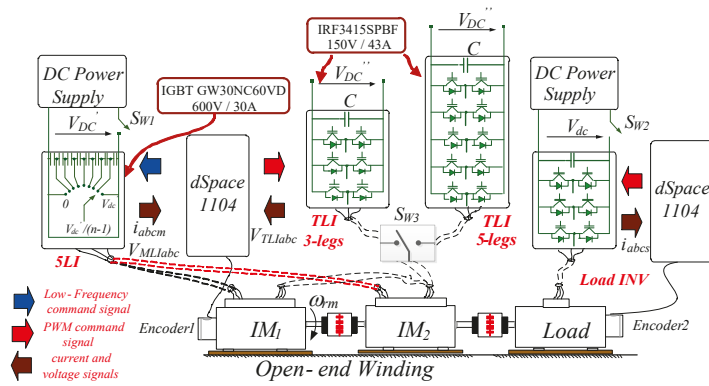 IRF3415SPBF
150V / 43A
V_DC''
V_DC''
C
C
DC Power
Supply
IGBT GW30NC60VD
600V / 30A
DC Power
Supply
S_W1
V_DC'
S_W2
V_dc
0
V_dc
V_dc'/(n-1)
dSpace
1104
dSpace
1104
i_abcm
V_TLIabc
V_MLIabc
5LI
TLI
3-legs
S_W3
TLI
5-legs
i_abcs
Load INV
Low - Frequency
command signal
PWM command
signal
current and
voltage signals
Encoder1
IM_1
ω_rm
IM_2
Load
Encoder2
Open- end Winding